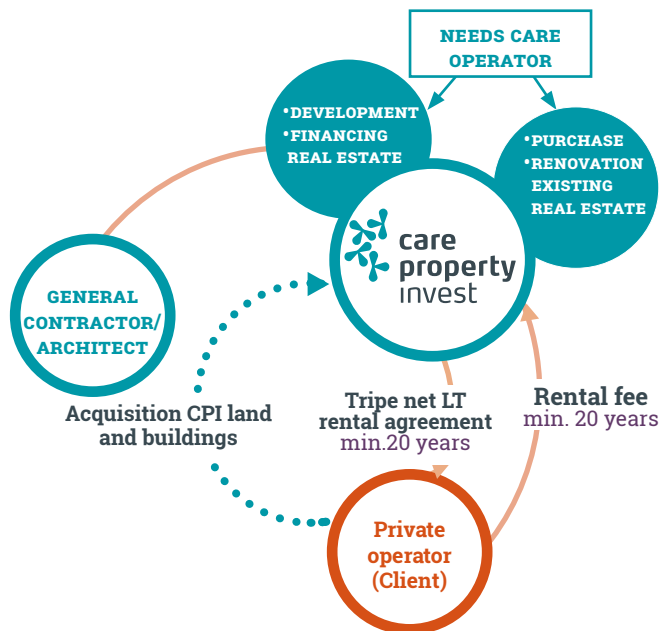 NEEDS CARE
OPERATOR
•DEVELOPMENT
•FINANCING
REAL ESTATE
•PURCHASE
•RENOVATION
EXISTING
REAL ESTATE
care
property
invest
GENERAL
CONTRACTOR/
ARCHITECT
Acquisition CPI land
and buildings
Tripe net LT
rental agreement
min.20 years
Rental fee
min. 20 years
Private
operator
(Client)